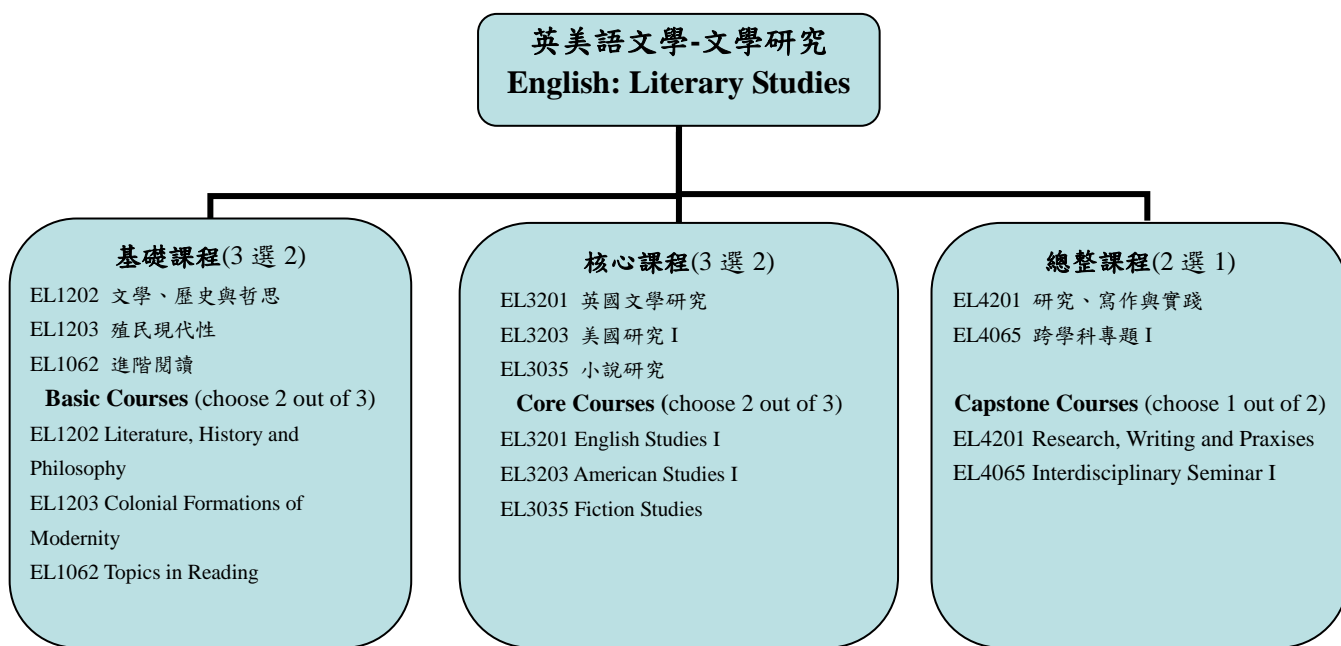 英美語文學-文學研究
English: Literary Studies
基礎課程(3 選 2)
EL1202 文學、歷史與哲思
EL1203 殖民現代性
EL1062 進階閱讀
Basic Courses (choose 2 out of 3)
EL1202 Literature, History and
Philosophy
EL1203 Colonial Formations of
Modernity
EL1062 Topics in Reading
核心課程(3 選 2)
EL3201 英國文學研究
EL3203 美國研究 I
EL3035 小說研究
Core Courses (choose 2 out of 3)
EL3201 English Studies I
EL3203 American Studies I
EL3035 Fiction Studies
總整課程(2 選 1)
EL4201 研究、寫作與實踐
EL4065 跨學科專題 I
Capstone Courses (choose 1 out of 2)
EL4201 Research, Writing and Praxises
EL4065 Interdisciplinary Seminar I